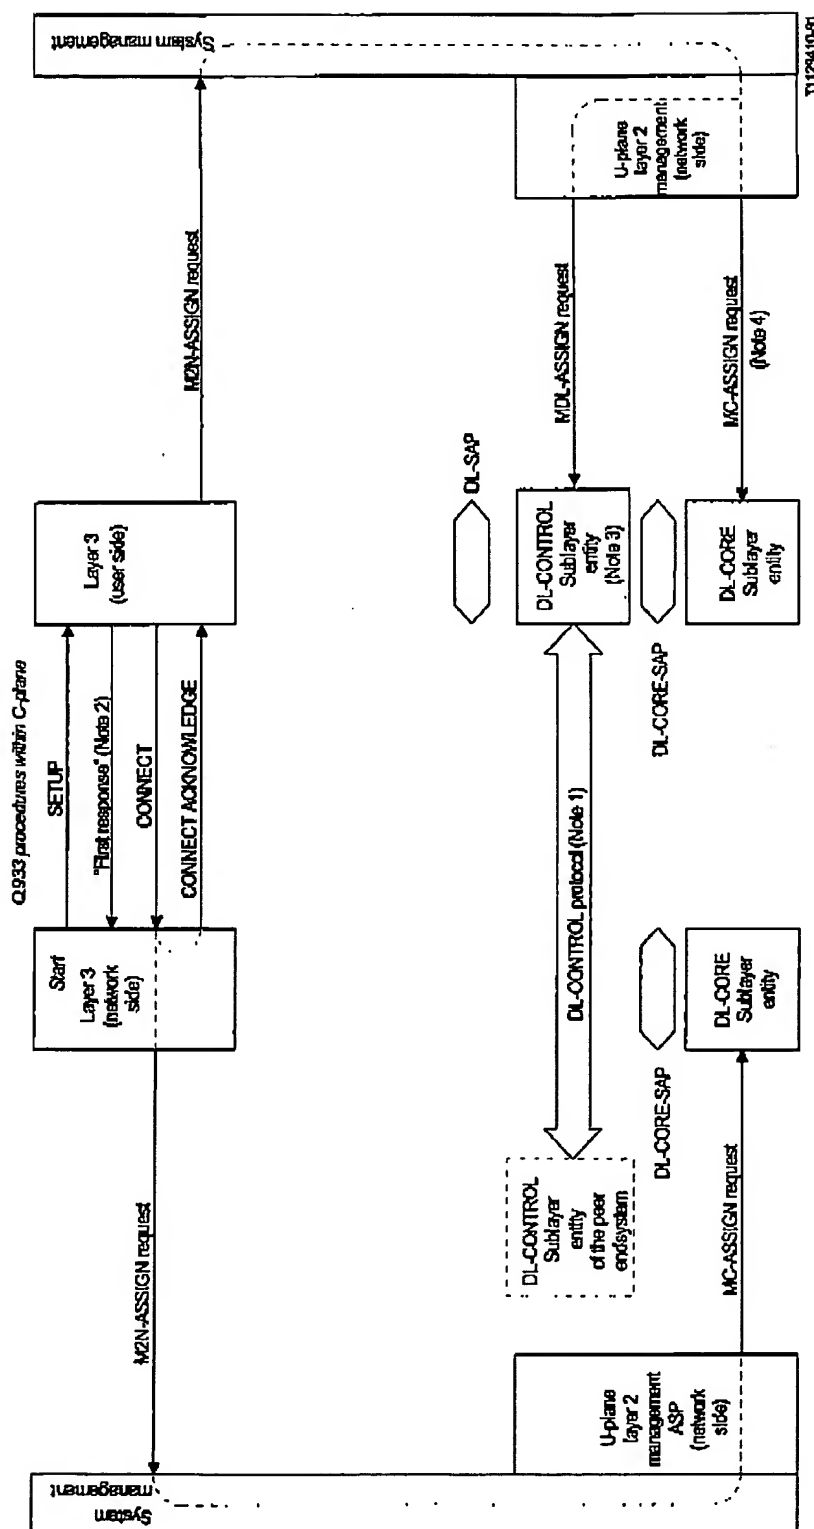 Q.933 procedures within C-plane
System
management
M2N-ASSIGN request
Start
Layer 3
(network
side)
SETUP
"First response" (Note 2)
CONNECT
CONNECT ACKNOWLEDGE
Layer 3
(user side)
M2N-ASSIGN request
System management
DL-SAP
U-plane
layer 2
management
ASP
(network
side)
MC-ASSIGN request
DL-CONTROL
Sublayer
entity
of the peer
endsystem
DL-CONTROL protocol (Note 1)
DL-CORE-SAP
DL-CORE
Sublayer
entity
DL-CONTROL
Sublayer
entity
(Note 3)
DL-CORE-SAP
DL-CORE
Sublayer
entity
MDL-ASSIGN request
MC-ASSIGN request
(Note 4)
U-plane
layer 2
management
(network
side)
T1129410-91